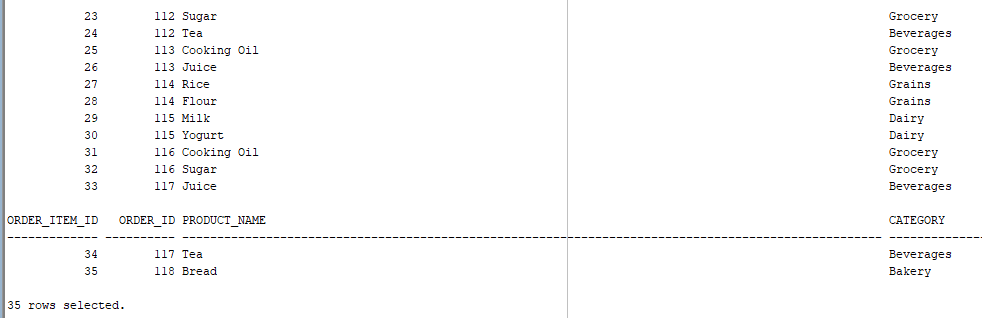 23 112 Sugar Grocery
24 112 Tea Beverages
25 113 Cooking Oil Grocery
26 113 Juice Beverages
27 114 Rice Grains
28 114 Flour Grains
29 115 Milk Dairy
30 115 Yogurt Dairy
31 116 Cooking Oil Grocery
32 116 Sugar Grocery
33 117 Juice Beverages
ORDER_ITEM_ID ORDER_ID PRODUCT_NAME CATEGORY
34 117 Tea Beverages
35 118 Bread Bakery
35 rows selected.